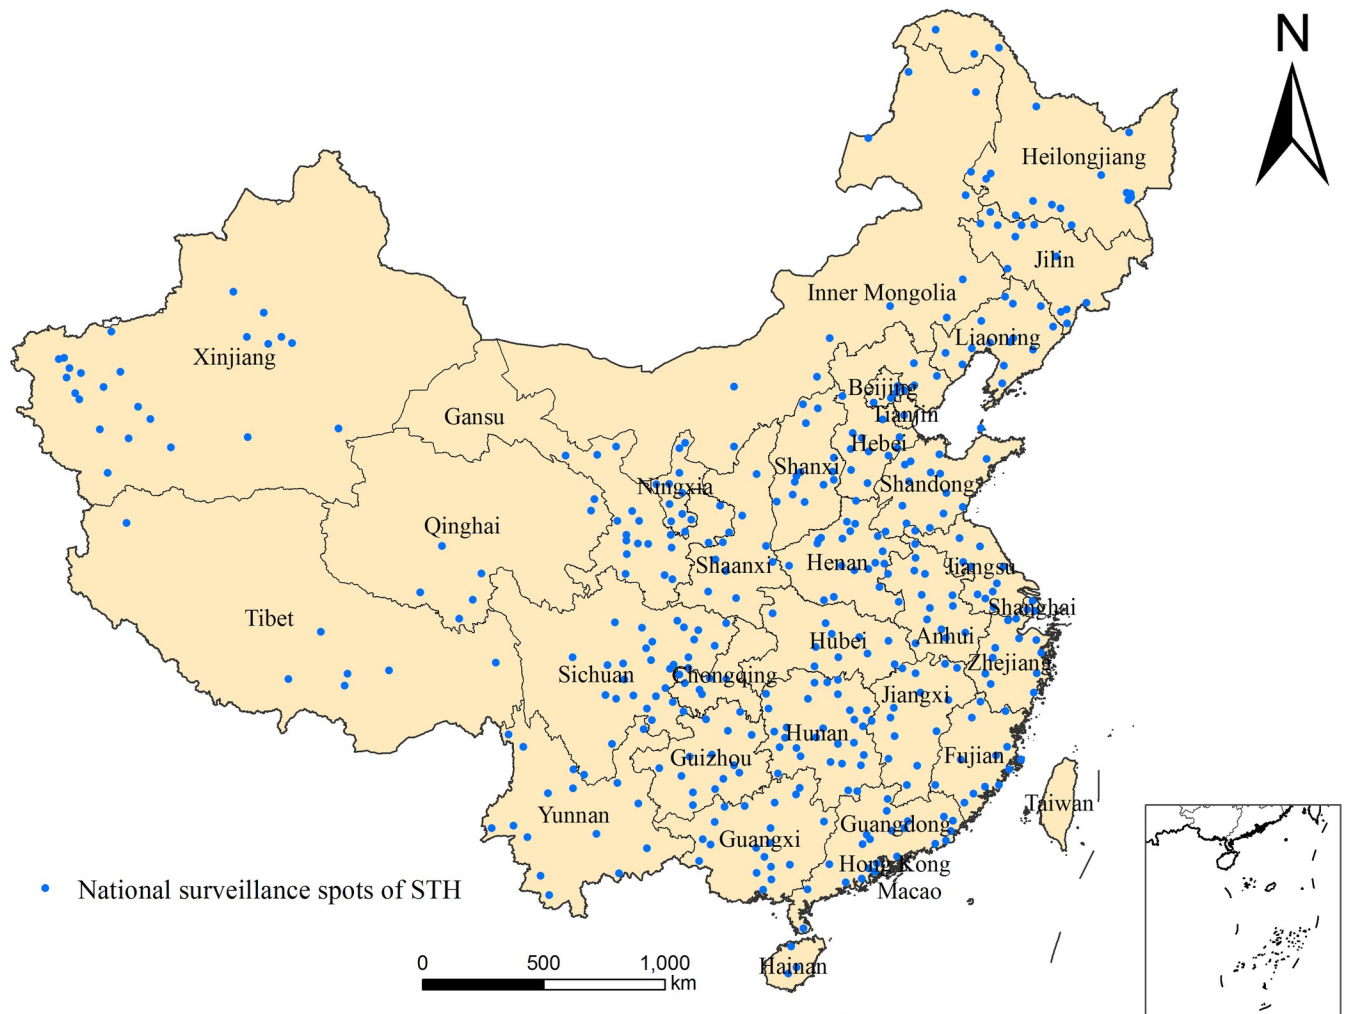 N
Heilongjiang
Jilin
Inner Mongolia
Liaoning
Xinjiang
Beijing
Gansu
Tianjin
Hebei
Shanxi
Ningxia
Shandong
Qinghai
Shaanxi
Henan
Jiangsu
Shanghai
Tibet
Hubei
Anhui
Zhejiang
Sichuan
Chongqing
Jiangxi
Hunan
Guizhou
Fujian
Taiwan
Yunnan
Guangdong
Guangxi
Hong Kong
National surveillance spots of STH
Macao
0 500 1,000
km
Hainan